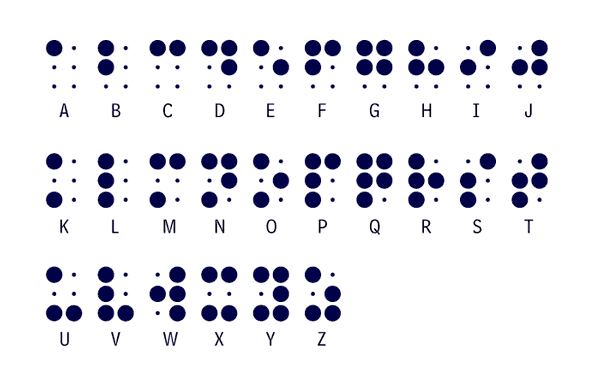 A B C D E F G H I J
K L M N O P Q R S T
U V W X Y Z